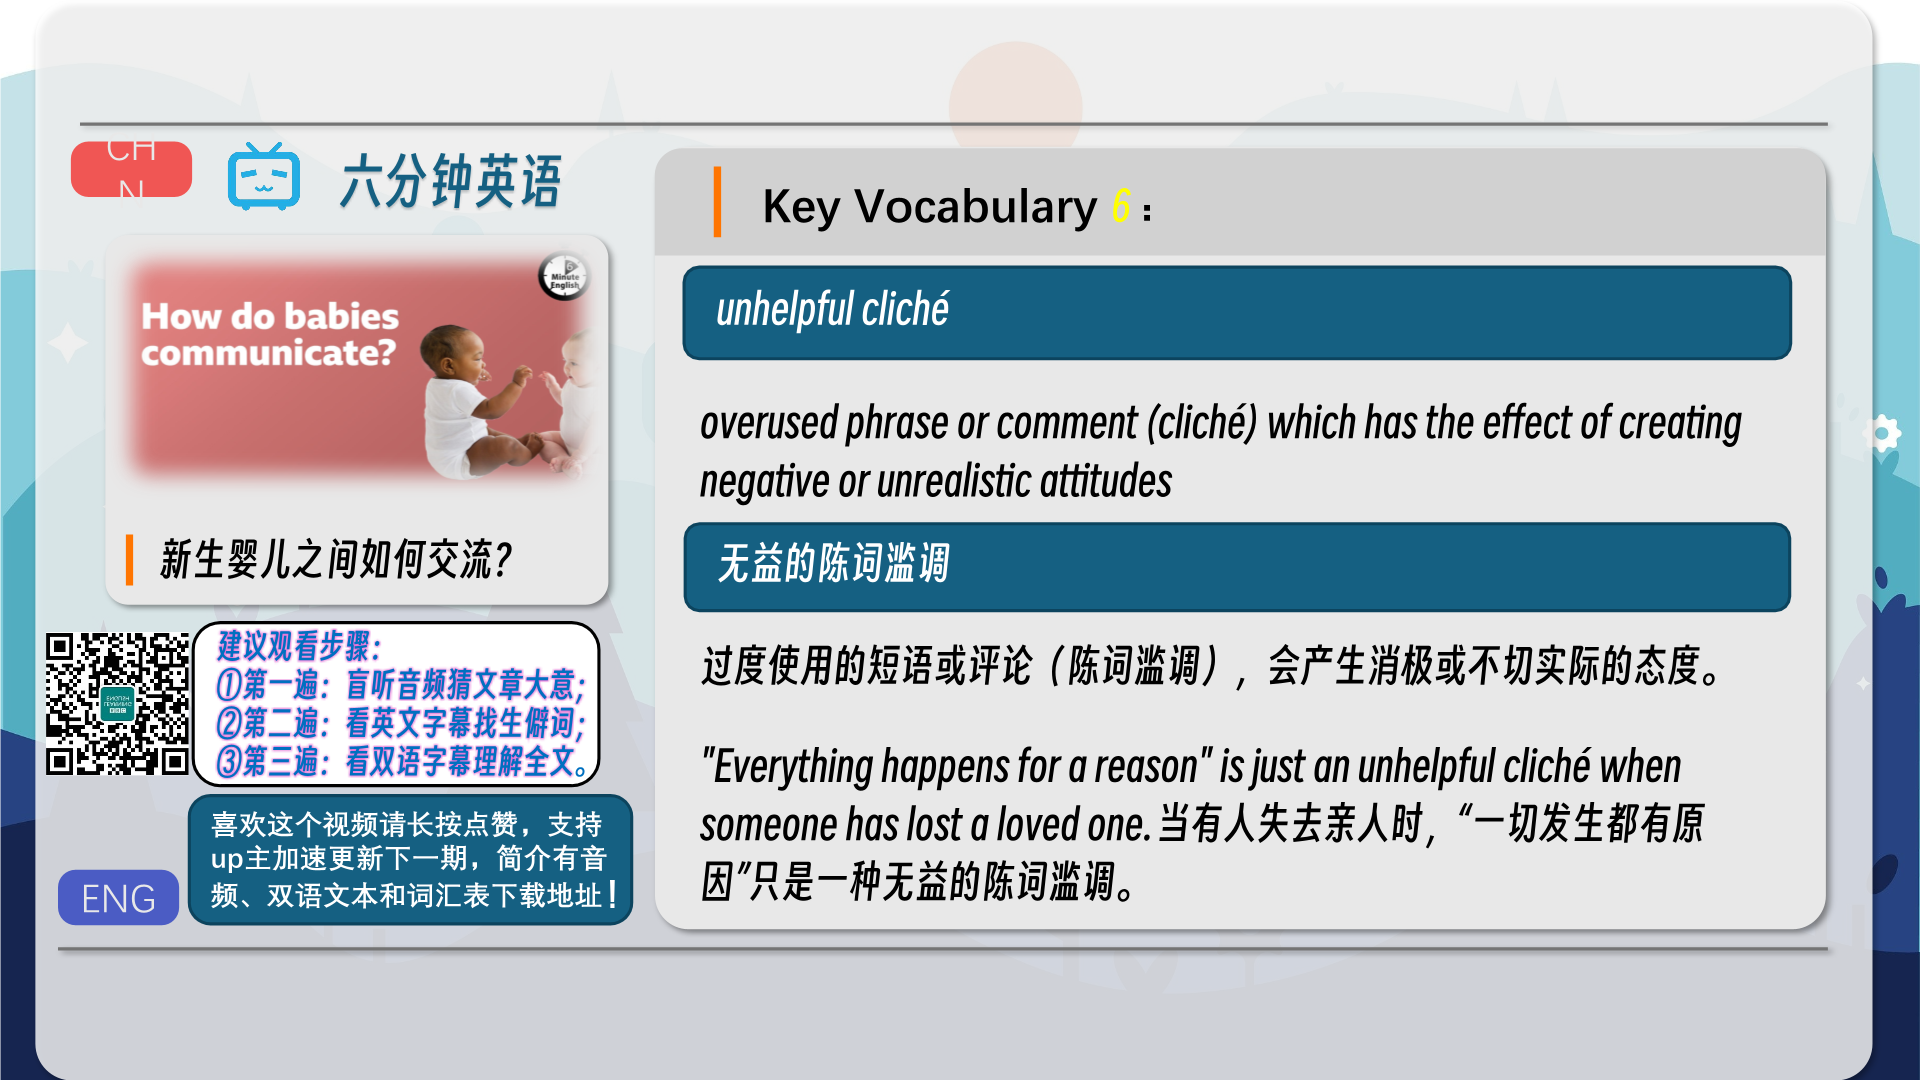 CH
N
六分钟英语
6
Minute
English
How do babies
communicate?
新生婴儿之间如何交流?
建议观看步骤：
①第一遍：盲听音频猜文章大意；
②第二遍：看英文字幕找生僻词；
③第三遍：看双语字幕理解全文。
喜欢这个视频请长按点赞，支持
up主加速更新下一期，简介有音
频、双语文本和词汇表下载地址！
ENG
Key Vocabulary 6：
unhelpful cliché
overused phrase or comment (cliché) which has the effect of creating
negative or unrealistic attitudes
无益的陈词滥调
过度使用的短语或评论（陈词滥调），会产生消极或不切实际的态度。
"Everything happens for a reason" is just an unhelpful cliché when
someone has lost a loved one. 当有人失去亲人时，“一切发生都有原
因”只是一种无益的陈词滥调。